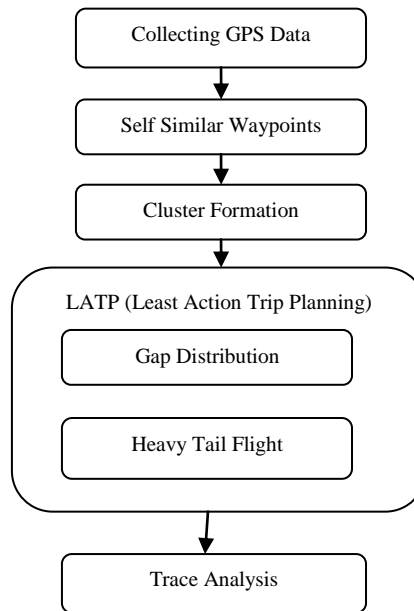 Collecting GPS Data
Self Similar Waypoints
Cluster Formation
LATP (Least Action Trip Planning)
Gap Distribution
Heavy Tail Flight
Trace Analysis